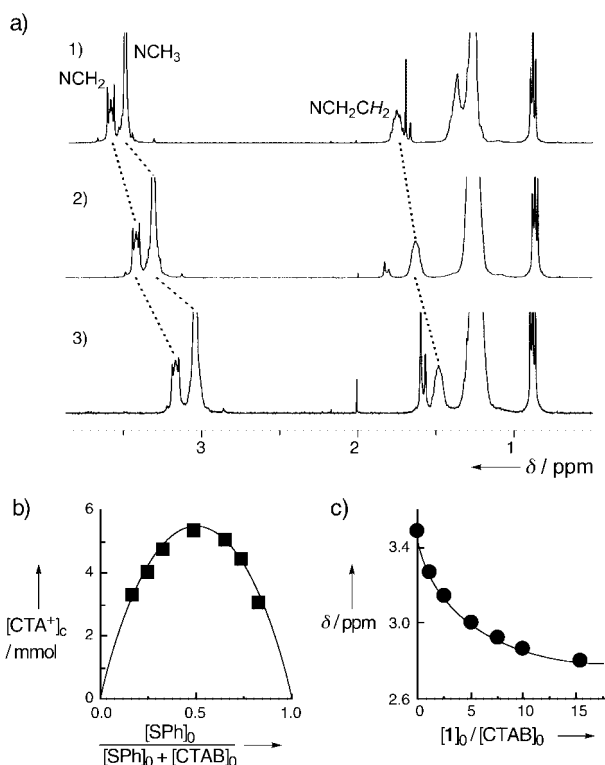 a)
1)
NCH₃
NCH₂
NCH₂CH₂
2)
3)
3
2
1
δ / ppm
b)
6
4
2
0
[CTA⁺]c
/ mmol
0.0
0.5
1.0
[SPh]₀
[SPh]₀ + [CTAB]₀
c)
3.4
3.0
2.6
δ/ppm
0
5
10
15
[1]₀ / [CTAB]₀